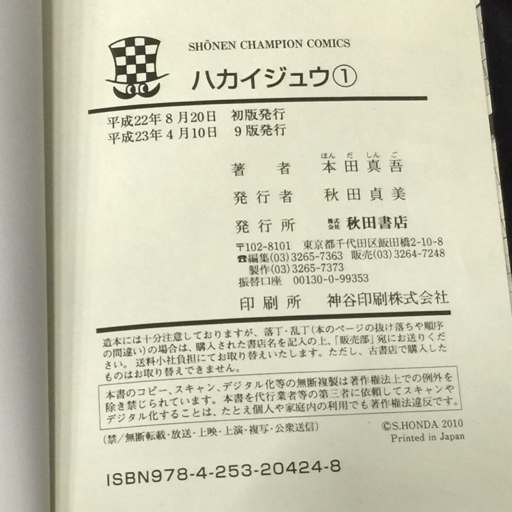 SHŌNEN CHAMPION COMICS
ハカイジュウ①
平成22年8月20日 初版発行
平成23年4月10日 9版発行
ほんだしんご
著者 本田真吾
発行者 秋田貞美
発行所 株式会社 秋田書店
〒102-8101 東京都千代田区飯田橋2-10-8
☎編集(03)3265-7363 販売(03)3264-7248
製作(03)3265-7373
振替口座 00130-0-99353
印刷所 神谷印刷株式会社
造本には十分注意しておりますが、落丁・乱丁(本のページの抜け落ちや順序
の間違い)の場合は、購入された書店名を記入の上、「販売部」宛にお送りくだ
さい。送料小社負担にてお取り替えいたします。ただし、古書店で購入し
たものはお取り替えできません。
本書のコピー、スキャン、デジタル化等の無断複製は著作権法上での例外を
除き禁じられています。本書を代行業者等の第三者に依頼してスキャンや
デジタル化することは、たとえ個人や家庭内の利用でも著作権法違反です。
(禁/無断転載・放送・上映・上演・複写・公衆送信)
©S.HONDA 2010
Printed in Japan
ISBN978-4-253-20424-8